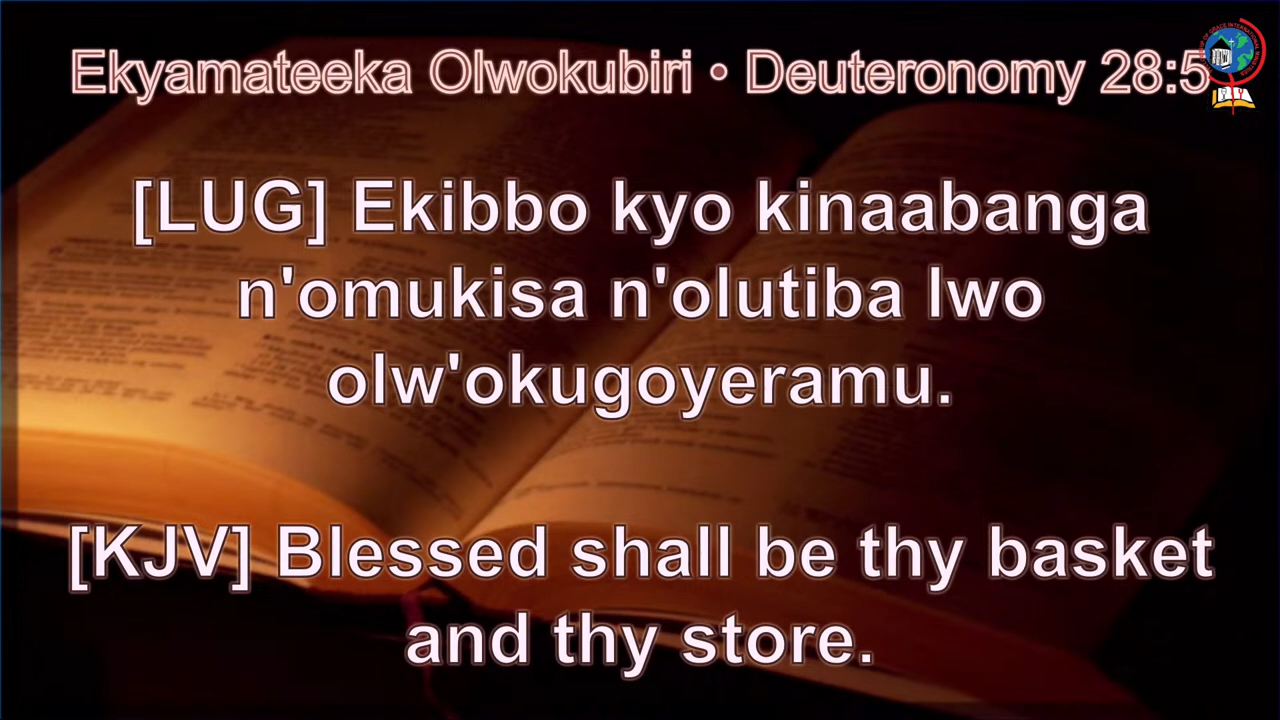 Ekyamateeka Olwokubiri • Deuteronomy 28:5
[LUG] Ekibbo kyo kinaabanga
n'omukisa n'olutiba lwo
olw'okugoyeramu.
[KJV] Blessed shall be thy basket
and thy store.